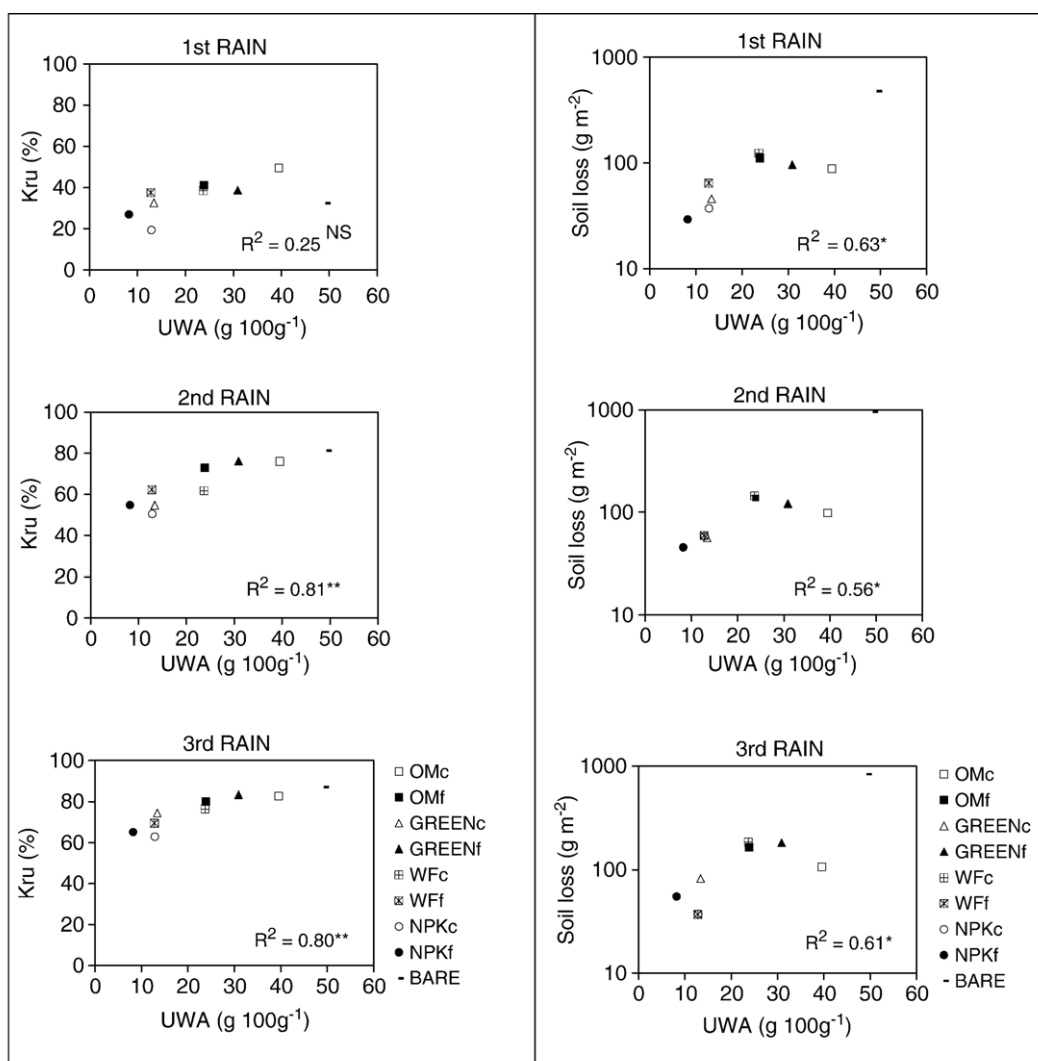 1st RAIN
Kru (%)
100
80
60
40
20
0
R² = 0.25 NS
0 10 20 30 40 50 60
UWA (g 100g⁻¹)
2nd RAIN
Kru (%)
100
80
60
40
20
0
R² = 0.81**
0 10 20 30 40 50 60
UWA (g 100g⁻¹)
3rd RAIN
Kru (%)
100
80
60
40
20
0
R² = 0.80**
0 10 20 30 40 50 60
UWA (g 100g⁻¹)
OMc
OMf
GREENc
GREENf
WFc
WFf
NPKc
NPKf
BARE
1st RAIN
Soil loss (g m⁻²)
1000
100
10
R² = 0.63*
0 10 20 30 40 50 60
UWA (g 100g⁻¹)
2nd RAIN
Soil loss (g m⁻²)
1000
100
10
R² = 0.56*
0 10 20 30 40 50 60
UWA (g 100g⁻¹)
3rd RAIN
Soil loss (g m⁻²)
1000
100
10
R² = 0.61*
0 10 20 30 40 50 60
UWA (g 100g⁻¹)
OMc
OMf
GREENc
GREENf
WFc
WFf
NPKc
NPKf
BARE